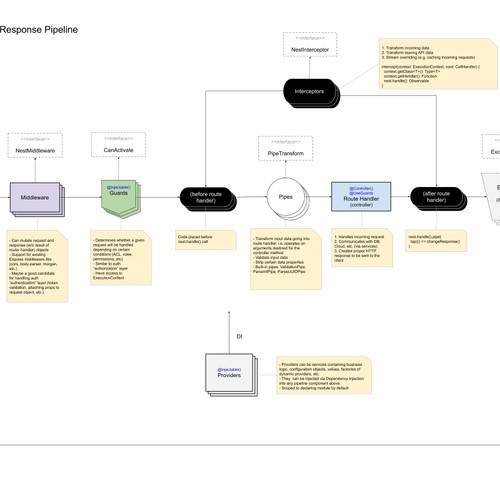 Response Pipeline
<<interface>>
NestInterceptor
1. Transform incoming data
2. Transform leaving API data
3. Stream overriding (e.g. caching incoming requests)
intercept(context: ExecutionContext, next: CallHandler) {
context.getClass<T>(): Type<T>
context.getHandler(): Function
next.handle(): Observable
}
Interceptors
<<interface>>
NestMiddleware
<<interface>>
CanActivate
<<interface>>
PipeTransform
Exc
Middleware
@Injectable()
Guards
(before route
hander)
Pipes
@Controller()
@UseGuards
Route Handler
(controller)
(after route
hander)
E
- Can mutate request and
response (w/o result of
router handler) objects
- Support for existing
Express middlewares like
(cors, body-parser, morgan,
etc.)
- Maybe a good candidate
for handling auth
"authentication" layer (token
validation, attaching props to
request object, etc.)
- Determines whether a given
request will be handled
depending on certain
conditions (ACL, roles,
permissions, etc)
- Similar to auth
"authorization" layer
- Have access to
ExecutionContext
Code placed before
next.handle() call
- Transform input data going into
route handler, i.e. operates on
arguments destined for the
controller method
- Validate input data
- Strip certain data properties
- Built-in pipes: ValidationPipe,
ParseIntPipe, ParseUUIDPipe
1. Handles incoming request
2. Communicates with DB,
Cloud, etc. (via services)
3. Creates proper HTTP
response to be sent to the
client
next.handle().pipe(
tap(() => changeResponse()
)
DI
@Injectable()
Providers
- Providers can be services containing business
logic, configuration objects, values, factories of
dynamic providers, etc.
- They can be injected via Dependency Injection
into any pipeline component above.
- Scoped to declaring module by default